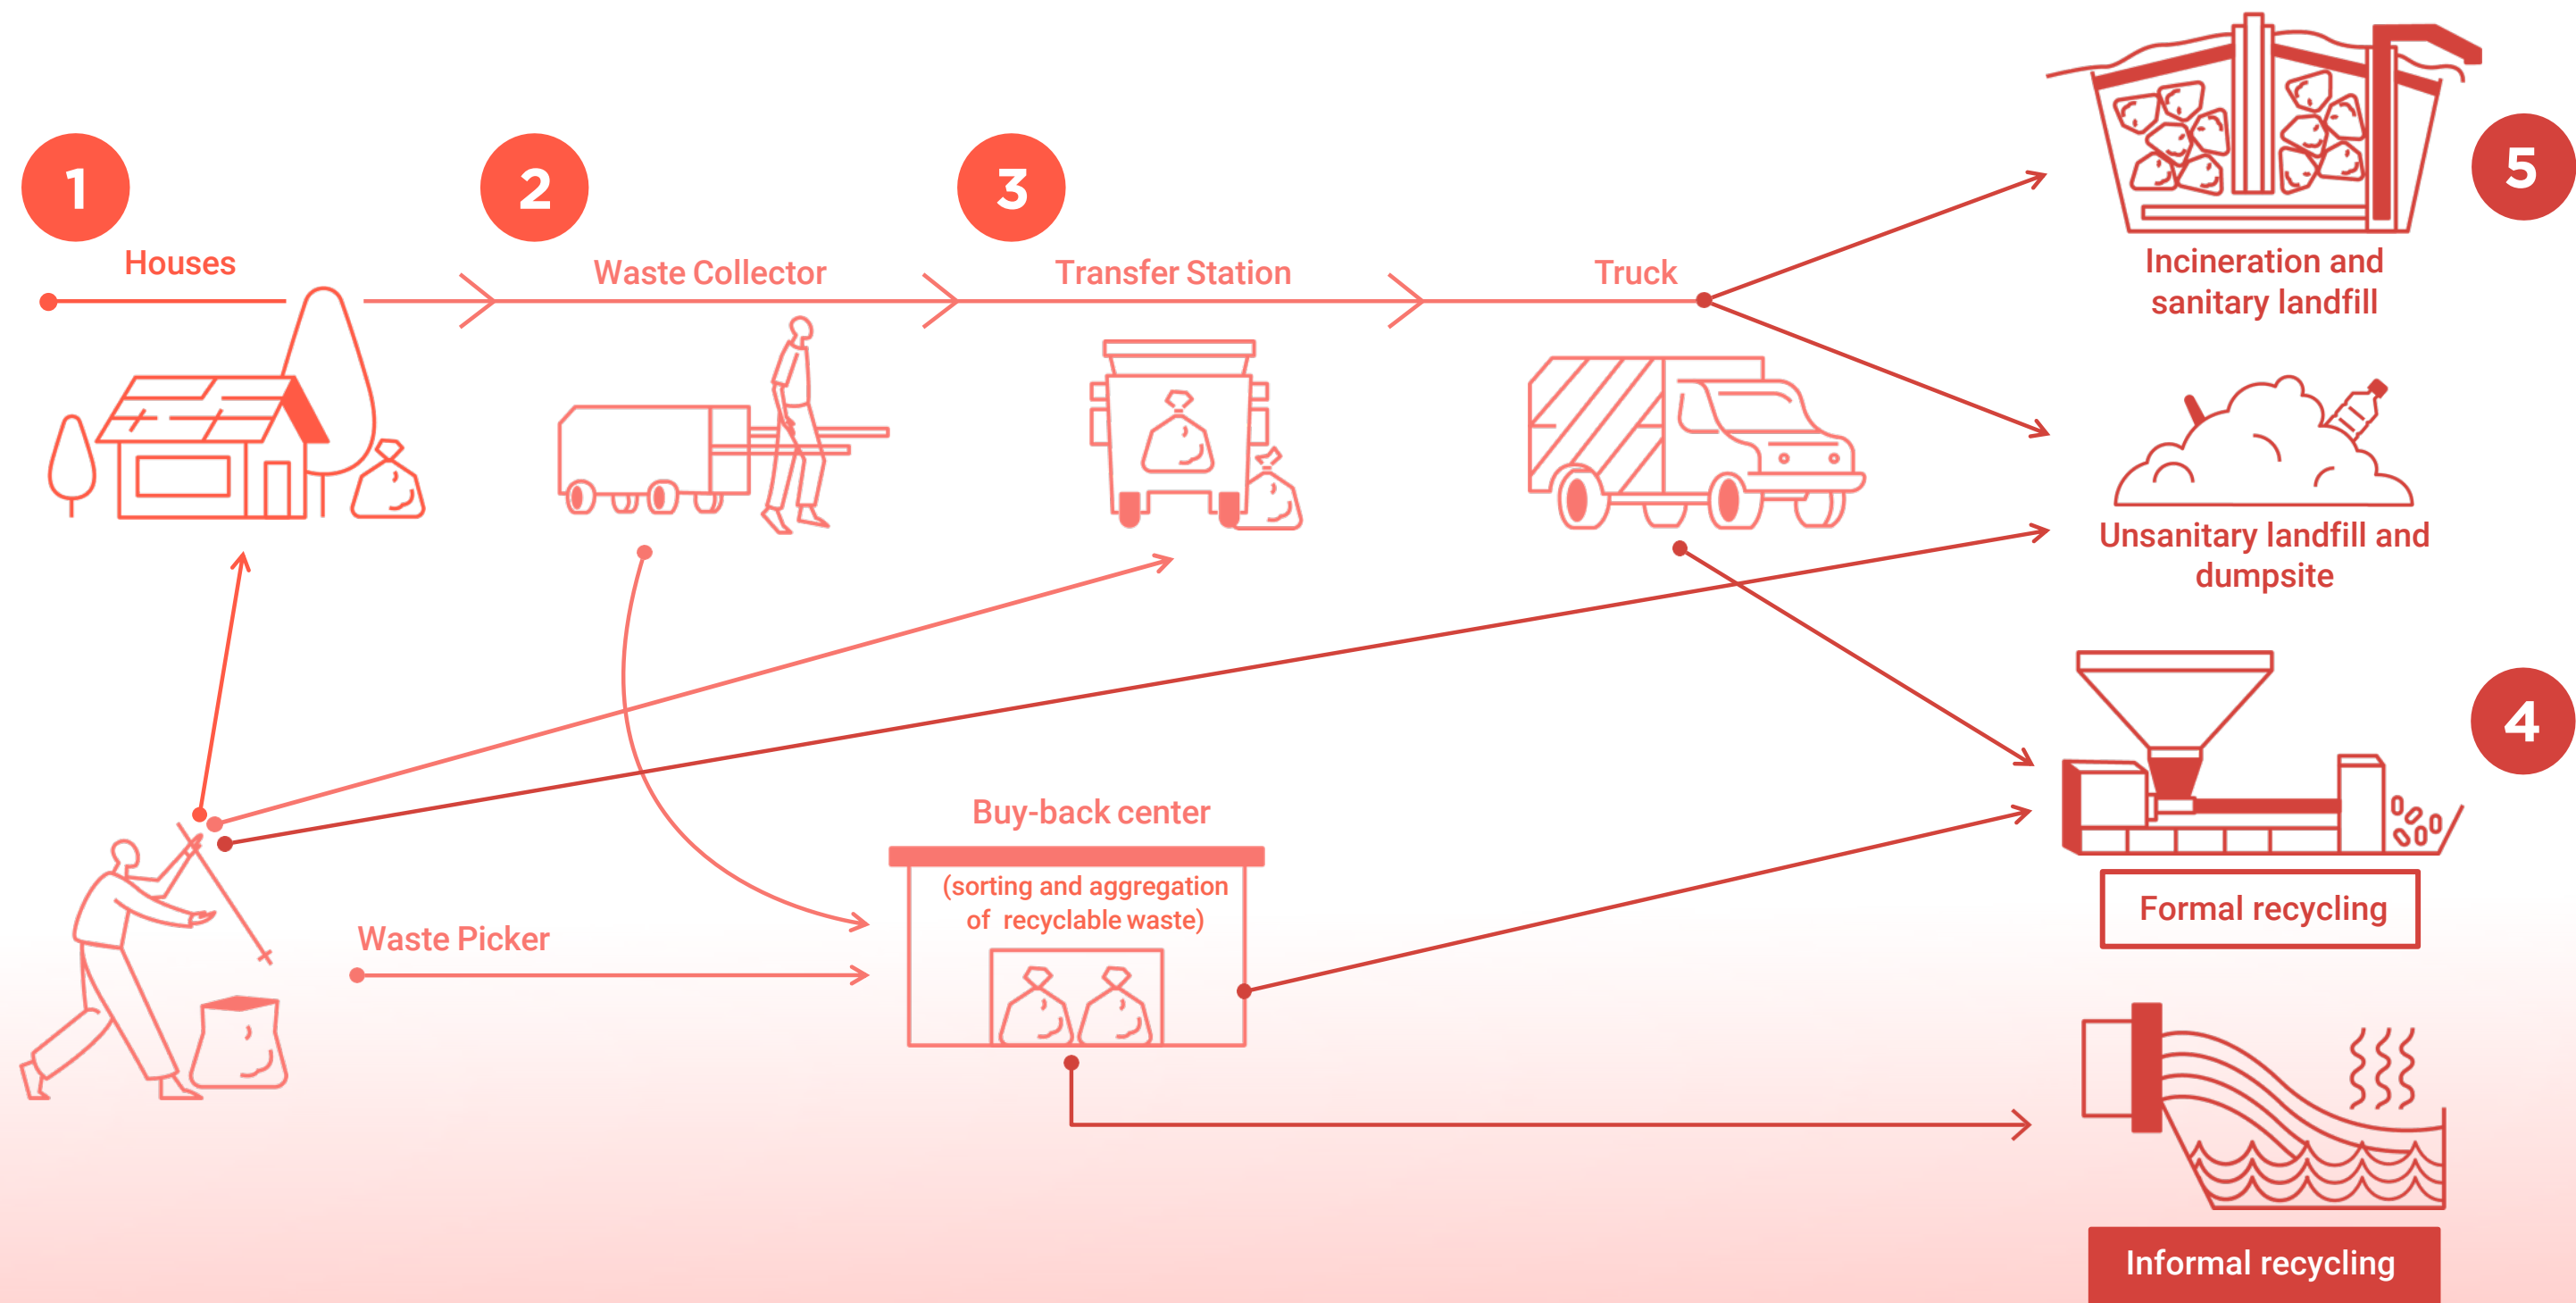 1
Houses
2
Waste Collector
3
Transfer Station
Truck
5
Incineration and
sanitary landfill
Unsanitary landfill and
dumpsite
4
Formal recycling
Buy-back center
(sorting and aggregation
of recyclable waste)
Waste Picker
Informal recycling